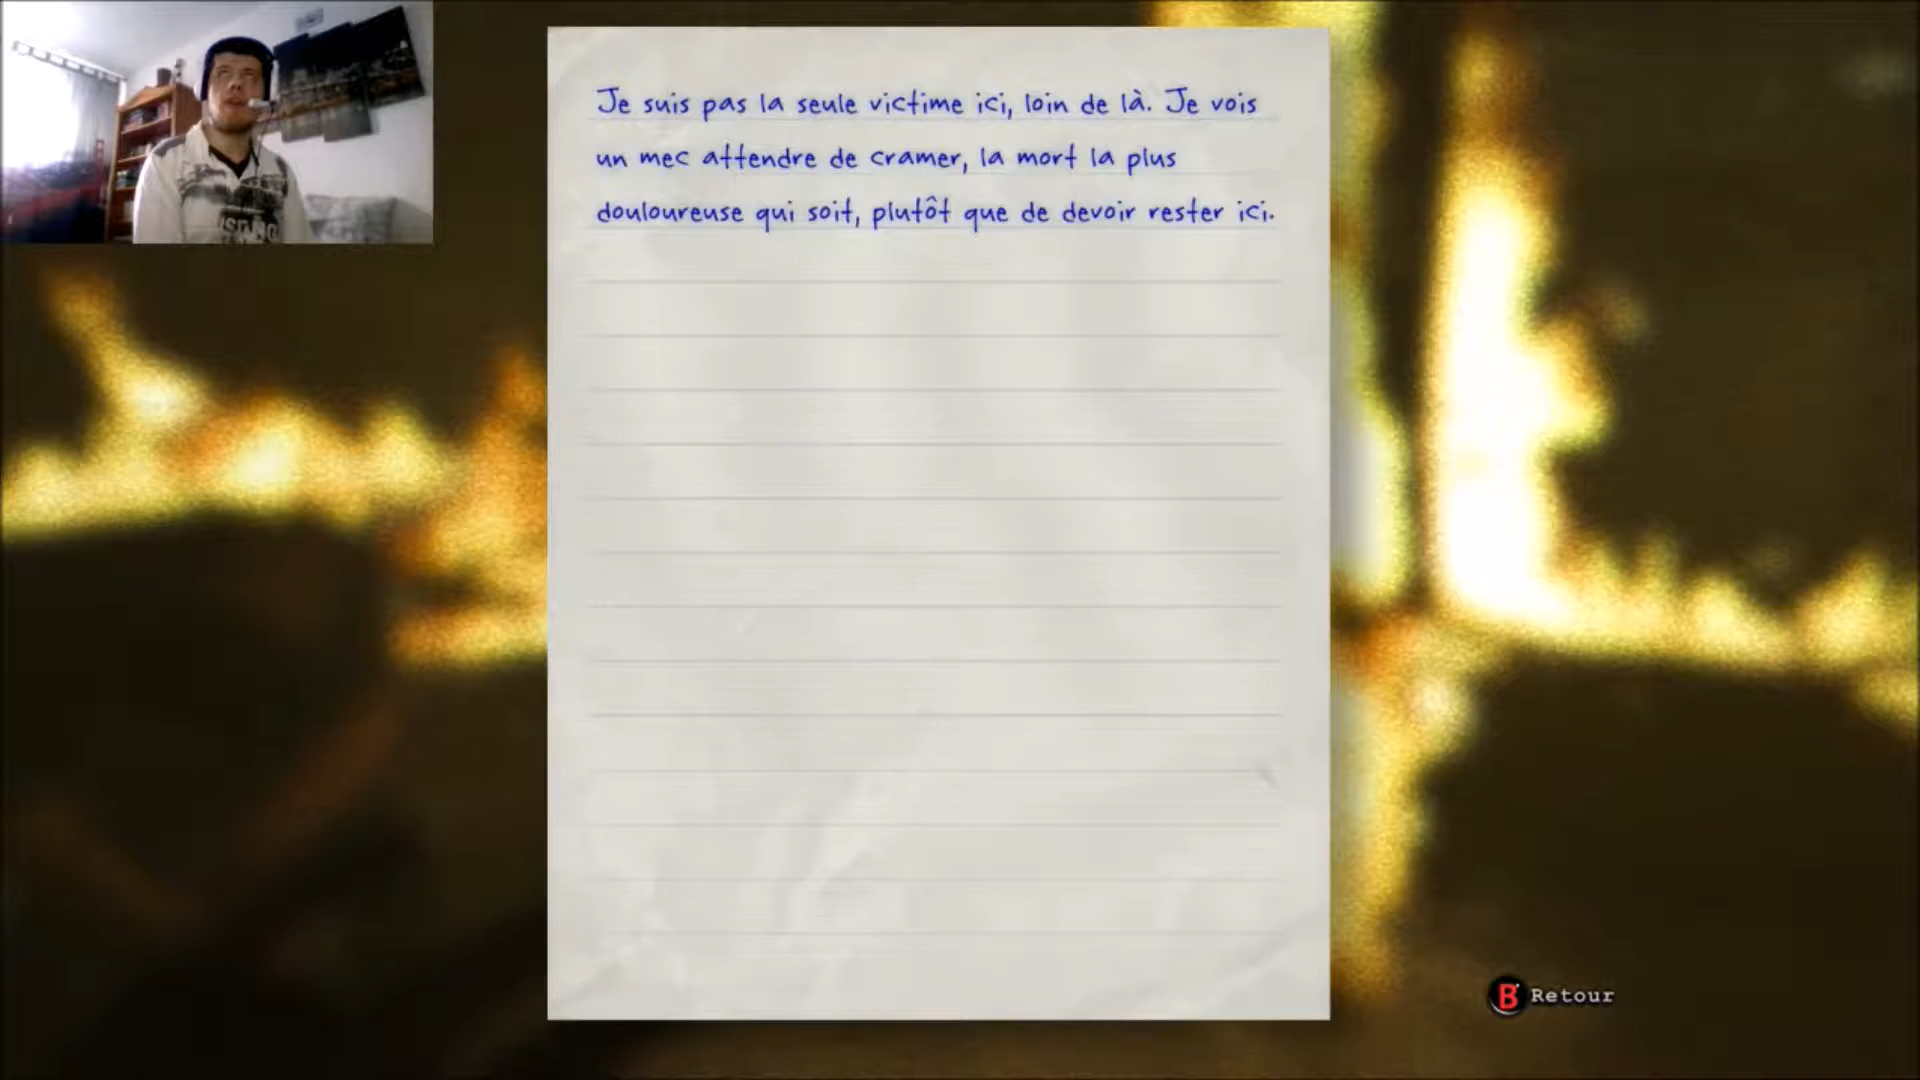 Je suis pas la seule victime ici, loin de là. Je vois
un mec attendre de cramer, la mort la plus
douloureuse qui soit, plutôt que de devoir rester ici.
B Retour